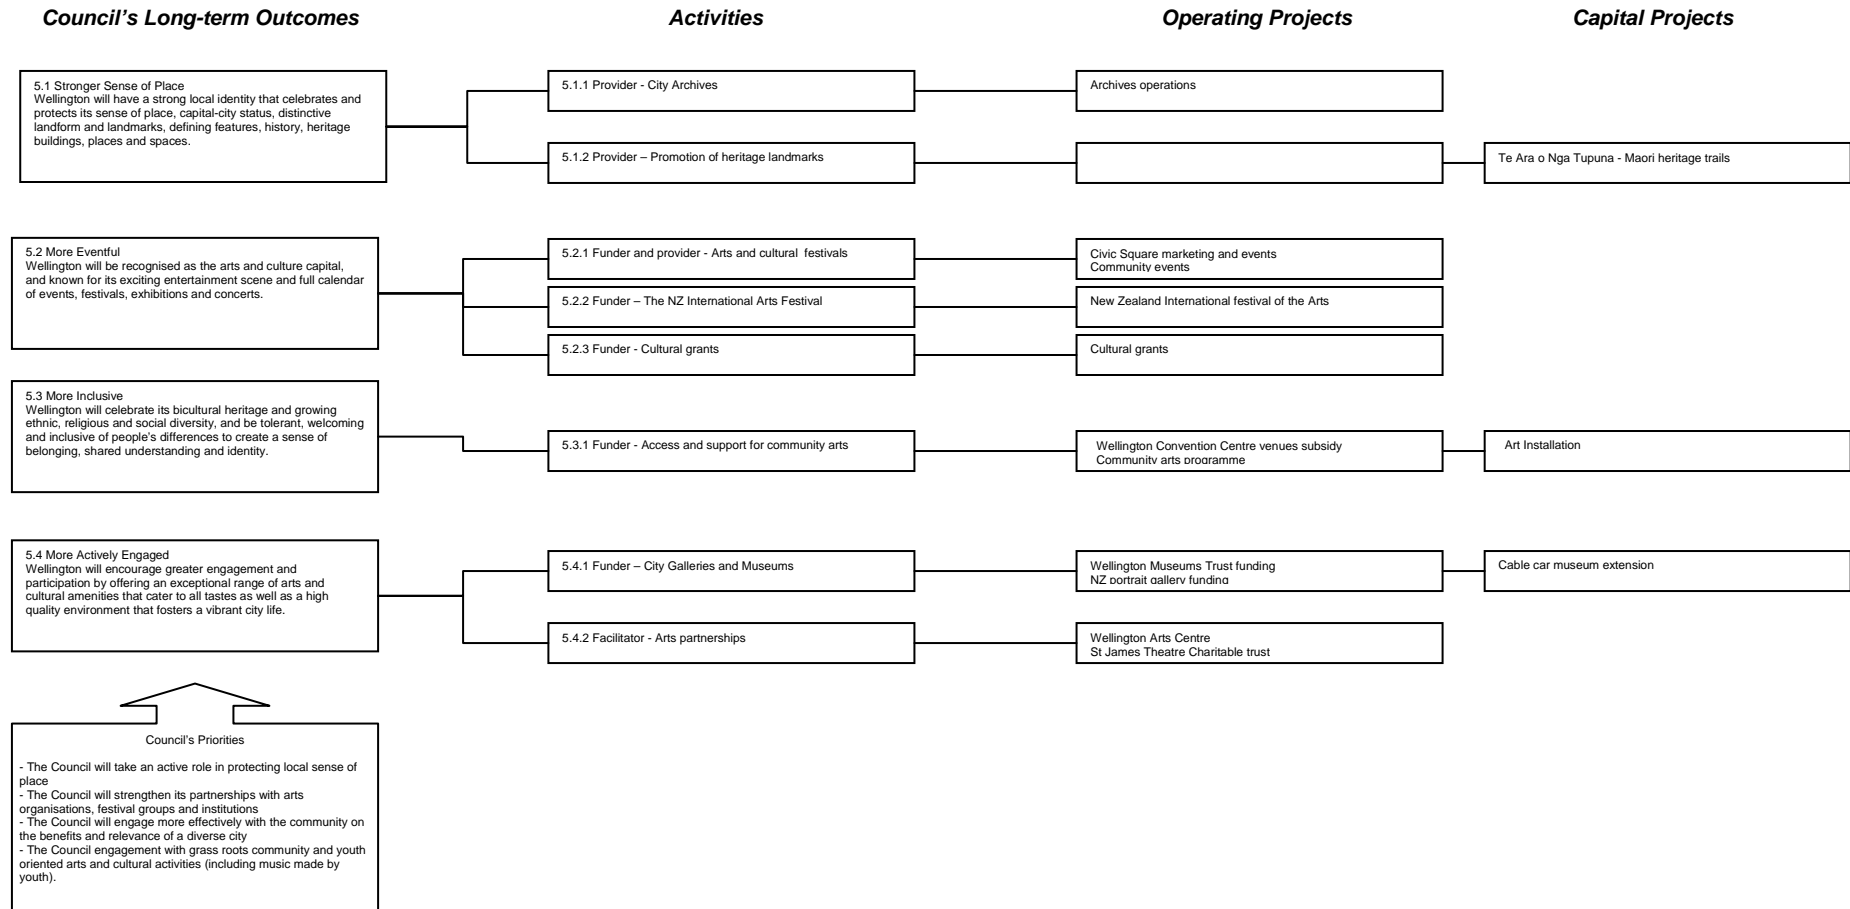 Council's Long-term Outcomes
Activities
Operating Projects
Capital Projects
5.1 Stronger Sense of Place
Wellington will have a strong local identity that celebrates and
protects its sense of place, capital-city status, distinctive
landform and landmarks, defining features, history, heritage
buildings, places and spaces.
5.1.1 Provider - City Archives
Archives operations
5.1.2 Provider – Promotion of heritage landmarks
Te Ara o Nga Tupuna - Maori heritage trails
5.2 More Eventful
Wellington will be recognised as the arts and culture capital,
and known for its exciting entertainment scene and full calendar
of events, festivals, exhibitions and concerts.
5.2.1 Funder and provider - Arts and cultural  festivals
Civic Square marketing and events
Community events
5.2.2 Funder – The NZ International Arts Festival
New Zealand International festival of the Arts
5.2.3 Funder - Cultural grants
Cultural grants
5.3 More Inclusive
Wellington will celebrate its bicultural heritage and growing
ethnic, religious and social diversity, and be tolerant, welcoming
and inclusive of people's differences to create a sense of
belonging, shared understanding and identity.
5.3.1 Funder - Access and support for community arts
Wellington Convention Centre venues subsidy
Community arts programme
Art Installation
5.4 More Actively Engaged
Wellington will encourage greater engagement and
participation by offering an exceptional range of arts and
cultural amenities that cater to all tastes as well as a high
quality environment that fosters a vibrant city life.
5.4.1 Funder – City Galleries and Museums
Wellington Museums Trust funding
NZ portrait gallery funding
Cable car museum extension
5.4.2 Facilitator - Arts partnerships
Wellington Arts Centre
St James Theatre Charitable trust
Council's Priorities
- The Council will take an active role in protecting local sense of
place
- The Council will strengthen its partnerships with arts
organisations, festival groups and institutions
- The Council will engage more effectively with the community on
the benefits and relevance of a diverse city
- The Council engagement with grass roots community and youth
oriented arts and cultural activities (including music made by
youth).